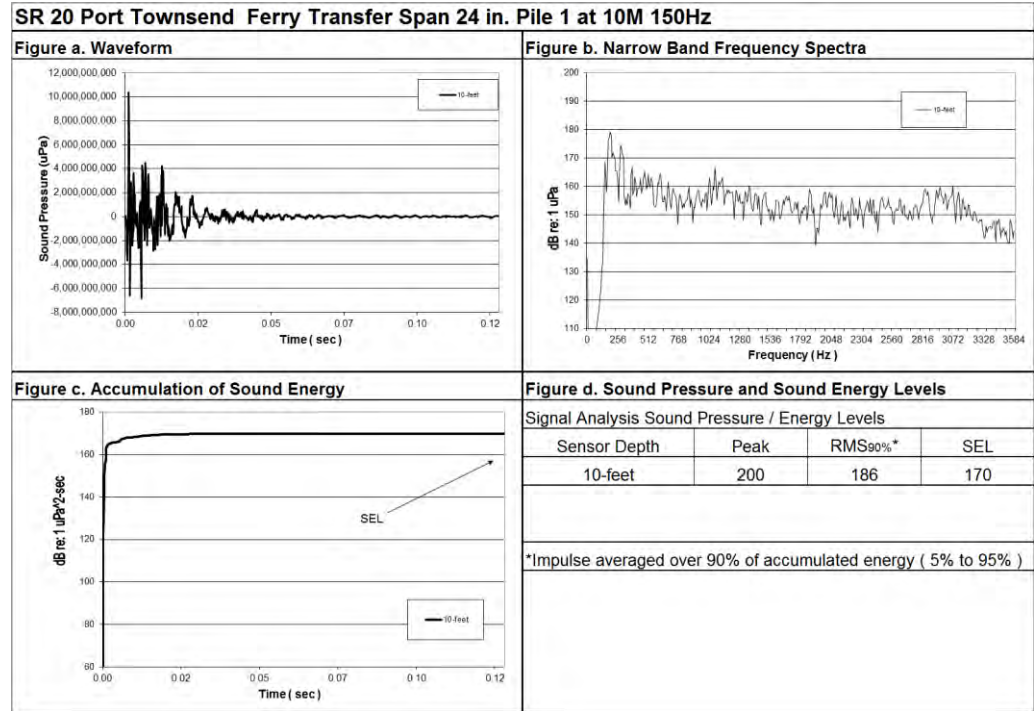 SR 20 Port Townsend Ferry Transfer Span 24 in. Pile 1 at 10M 150Hz
Figure a. Waveform
12,000,000,000
10,000,000,000
8,000,000,000
6,000,000,000
4,000,000,000
2,000,000,000
0
-2,000,000,000
-4,000,000,000
-6,000,000,000
-8,000,000,000
Sound Pressure (uPa)
10-feet
0.00 0.02 0.05 0.07 0.10 0.12
Time ( sec )
Figure b. Narrow Band Frequency Spectra
200
190
180
170
160
150
140
130
120
110
dB re: 1 uPa
10-feet
0 256 512 768 1024 1280 1536 1792 2048 2304 2560 2816 3072 3328 3584
Frequency ( Hz )
Figure c. Accumulation of Sound Energy
180
160
140
120
100
80
60
dB re: 1 uPa^2-sec
SEL
10-feet
0.00 0.02 0.05 0.07 0.10 0.12
Time ( sec )
Figure d. Sound Pressure and Sound Energy Levels
Signal Analysis Sound Pressure / Energy Levels
Sensor Depth Peak RMS90%* SEL
10-feet 200 186 170
*Impulse averaged over 90% of accumulated energy ( 5% to 95% )